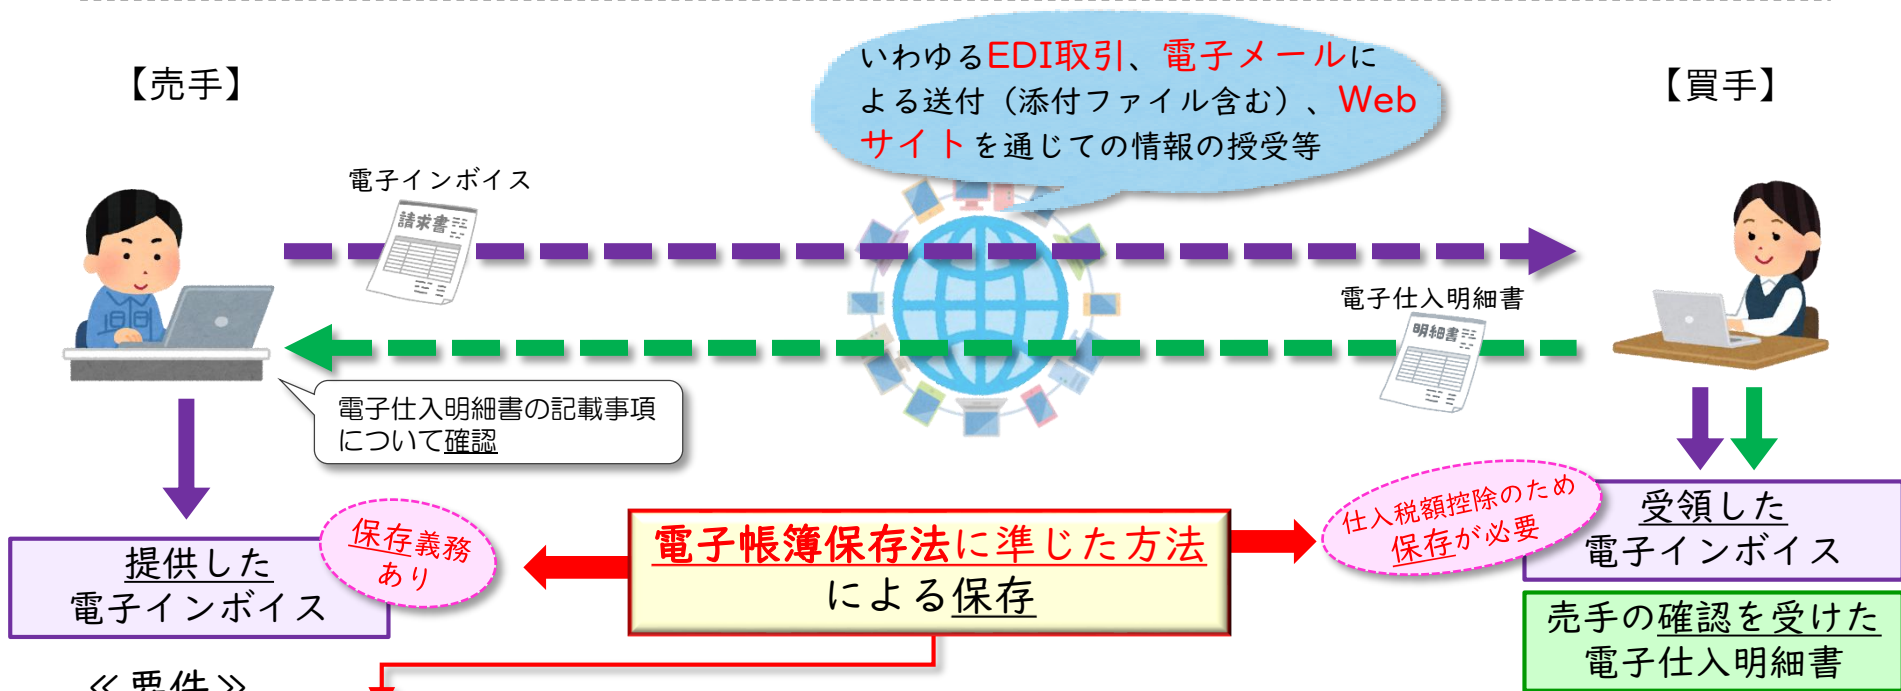 いわゆるEDI取引、電子メールに
よる送付（添付ファイル含む）、Web
サイトを通じての情報の授受等
【売手】
【買手】
電子インボイス
請求書
電子仕入明細書
明細書
電子仕入明細書の記載事項
について確認
仕入税額控除のため
保存が必要
保存義務
あり
電子帳簿保存法に準じた方法
による保存
受領した
電子インボイス
提供した
電子インボイス
売手の確認を受けた
電子仕入明細書
≪要件≫